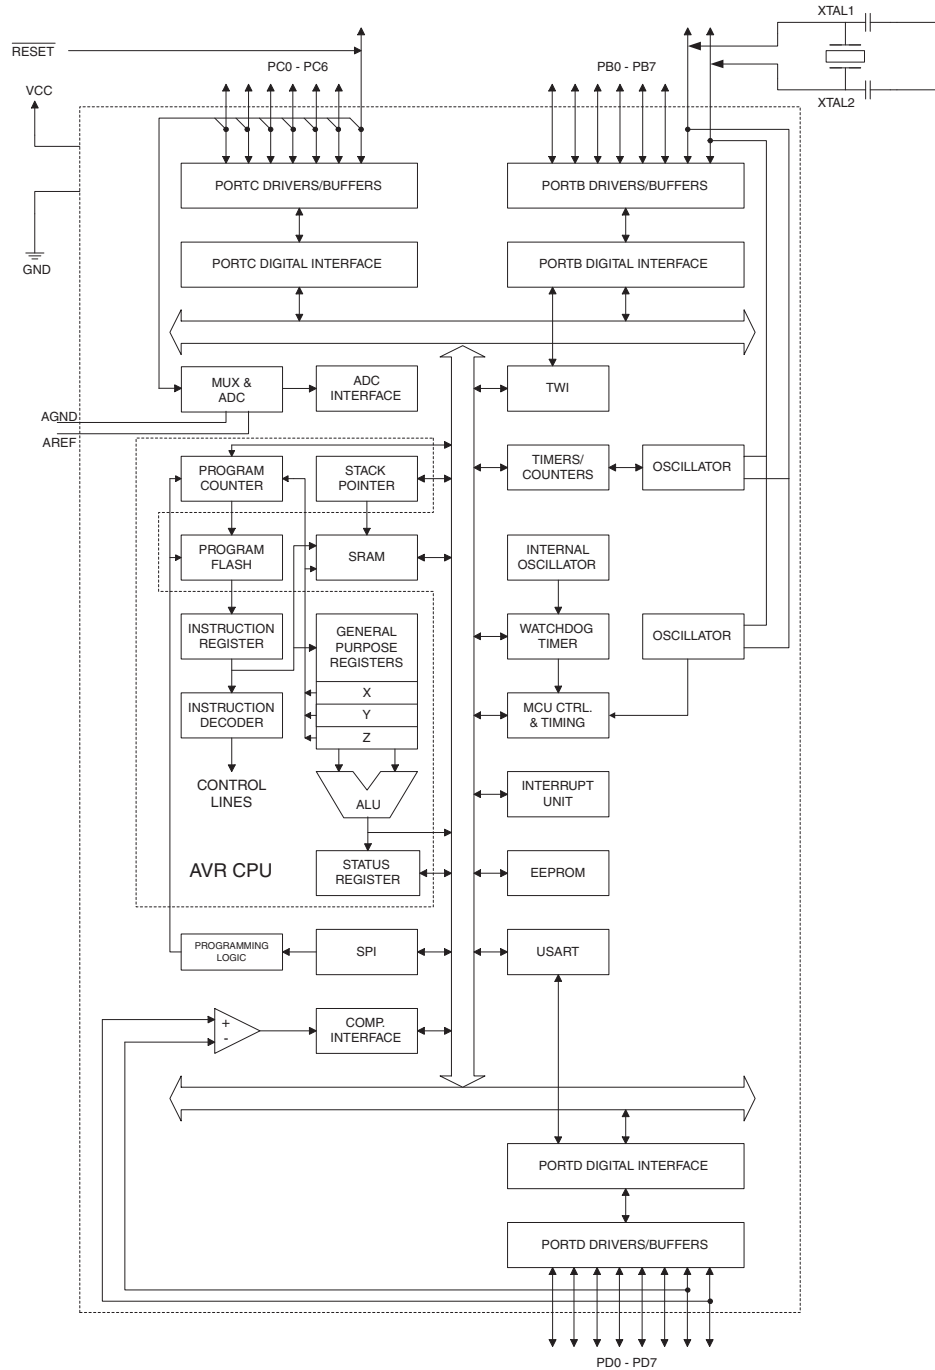 XTAL1
RESET
PC0 - PC6
PB0 - PB7
VCC
XTAL2
PORTC DRIVERS/BUFFERS
PORTB DRIVERS/BUFFERS
PORTC DIGITAL INTERFACE
PORTB DIGITAL INTERFACE
GND
MUX &
ADC
ADC
INTERFACE
TWI
AGND
AREF
PROGRAM
COUNTER
STACK
POINTER
TIMERS/
COUNTERS
OSCILLATOR
PROGRAM
FLASH
SRAM
INTERNAL
OSCILLATOR
INSTRUCTION
REGISTER
GENERAL
PURPOSE
REGISTERS
WATCHDOG
TIMER
OSCILLATOR
X
INSTRUCTION
DECODER
Y
Z
MCU CTRL.
& TIMING
CONTROL
LINES
ALU
INTERRUPT
UNIT
AVR CPU
STATUS
REGISTER
EEPROM
PROGRAMMING
LOGIC
SPI
USART
+
-
COMP.
INTERFACE
PORTD DIGITAL INTERFACE
PORTD DRIVERS/BUFFERS
PD0 - PD7